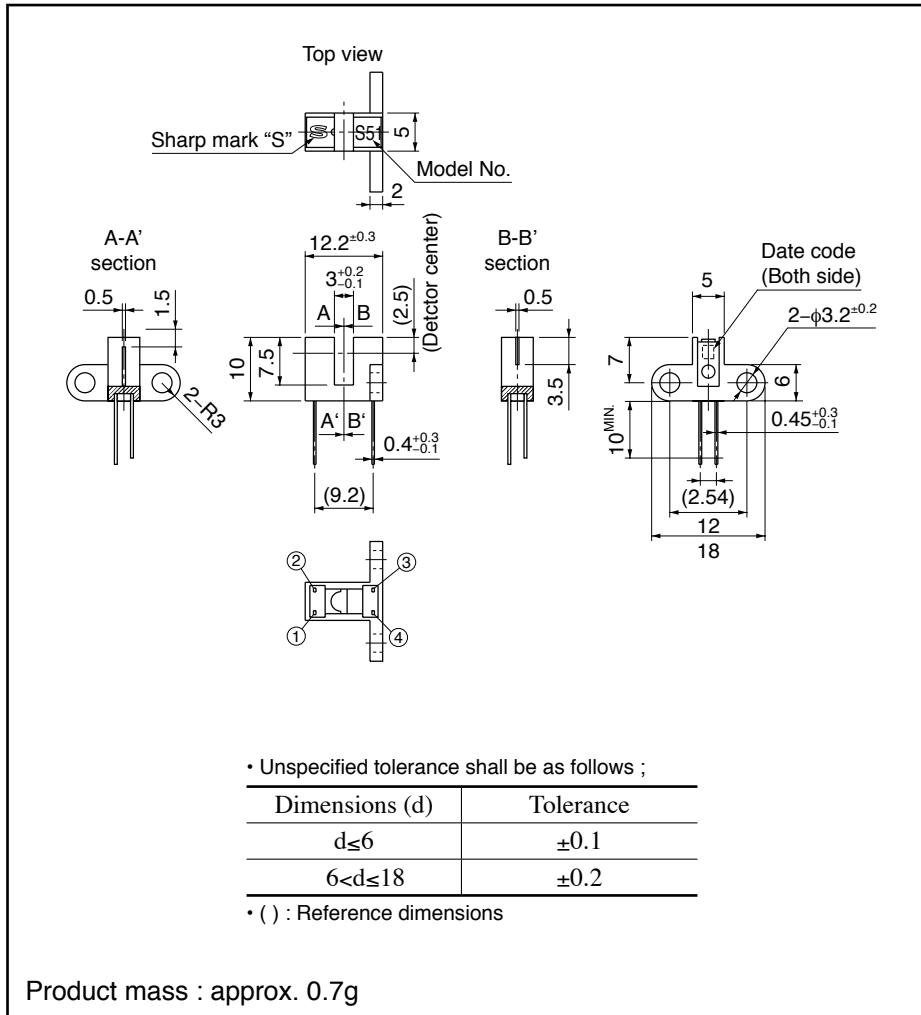 Top view
S S51 5
Sharp mark “S”
Model No.
2
A-A’
section
0.5
1.5
2–R3
12.2±0.3
3+0.2−0.1
A B
(2.5)
(Detctor center)
10
7.5
A‘ B‘
0.4+0.3−0.1
(9.2)
B-B’
section
0.5
3.5
Date code
(Both side)
5
2–ϕ3.2±0.2
7
6
10MIN.
0.45+0.3−0.1
(2.54)
12
18
② ③
① ④
• Unspecified tolerance shall be as follows ;
Dimensions (d) Tolerance
d≤6 ±0.1
6<d≤18 ±0.2
• ( ) : Reference dimensions
Product mass : approx. 0.7g